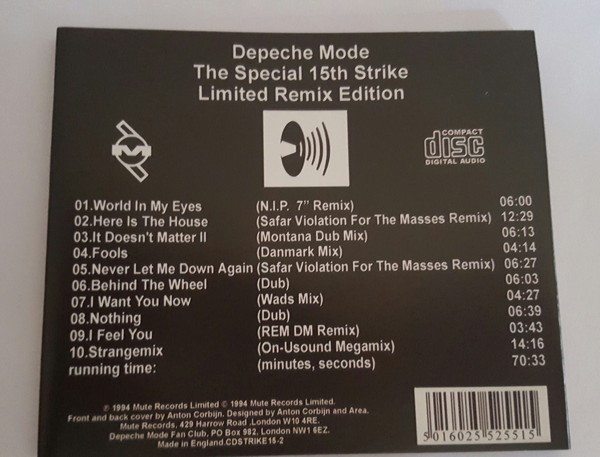 Depeche Mode
The Special 15th Strike
Limited Remix Edition
M
COMPACT
disc
DIGITAL AUDIO
01.World In My Eyes (N.I.P. 7" Remix) 06:00
02.Here Is The House (Safar Violation For The Masses Remix) 12:29
03.It Doesn't Matter II (Montana Dub Mix) 06:13
04.Fools (Danmark Mix) 04:14
05.Never Let Me Down Again (Safar Violation For The Masses Remix) 06:27
06.Behind The Wheel (Dub) 06:03
07.I Want You Now (Wads Mix) 04:27
08.Nothing (Dub) 06:39
09.I Feel You (REM DM Remix) 03:43
10.Strangemix (On-Usound Megamix) 14:16
running time: (minutes, seconds) 70:33
℗ 1994 Mute Records Limited © 1994 Mute Records Limited.
Front and back cover by Anton Corbijn. Designed by Anton Corbijn and Area.
Mute Records, 429 Harrow Road ,London W10 4RE.
Depeche Mode Fan Club, PO Box 982, London NW1 6EZ.
Made in England.CDSTRIKE15-2
5016025 525515